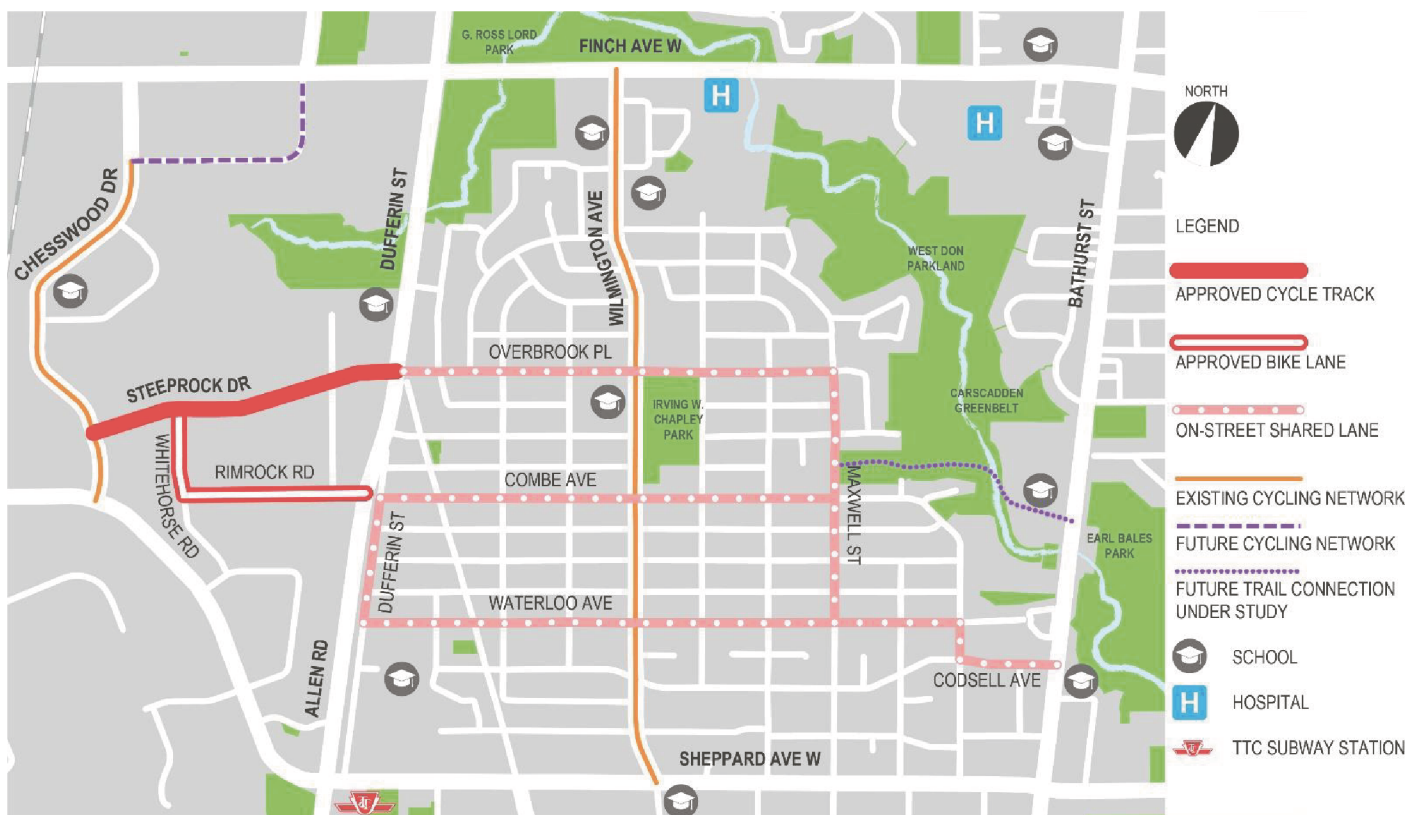 G. ROSS LORD
PARK
FINCH AVE W
H
H
CHESSWOOD DR
DUFFERIN ST
WILMINGTON AVE
BATHURST ST
WEST DON
PARKLAND
OVERBROOK PL
STEEPROCK DR
IRVING W.
CHAPLEY
PARK
CARSCADDEN
GREENBELT
WHITEHORSE RD
RIMROCK RD
COMBE AVE
MAXWELL ST
DUFFERIN ST
EARL BALES
PARK
WATERLOO AVE
ALLEN RD
CODSELL AVE
SHEPPARD AVE W
NORTH
LEGEND
APPROVED CYCLE TRACK
APPROVED BIKE LANE
ON-STREET SHARED LANE
EXISTING CYCLING NETWORK
FUTURE CYCLING NETWORK
FUTURE TRAIL CONNECTION
UNDER STUDY
SCHOOL
H HOSPITAL
TTC SUBWAY STATION